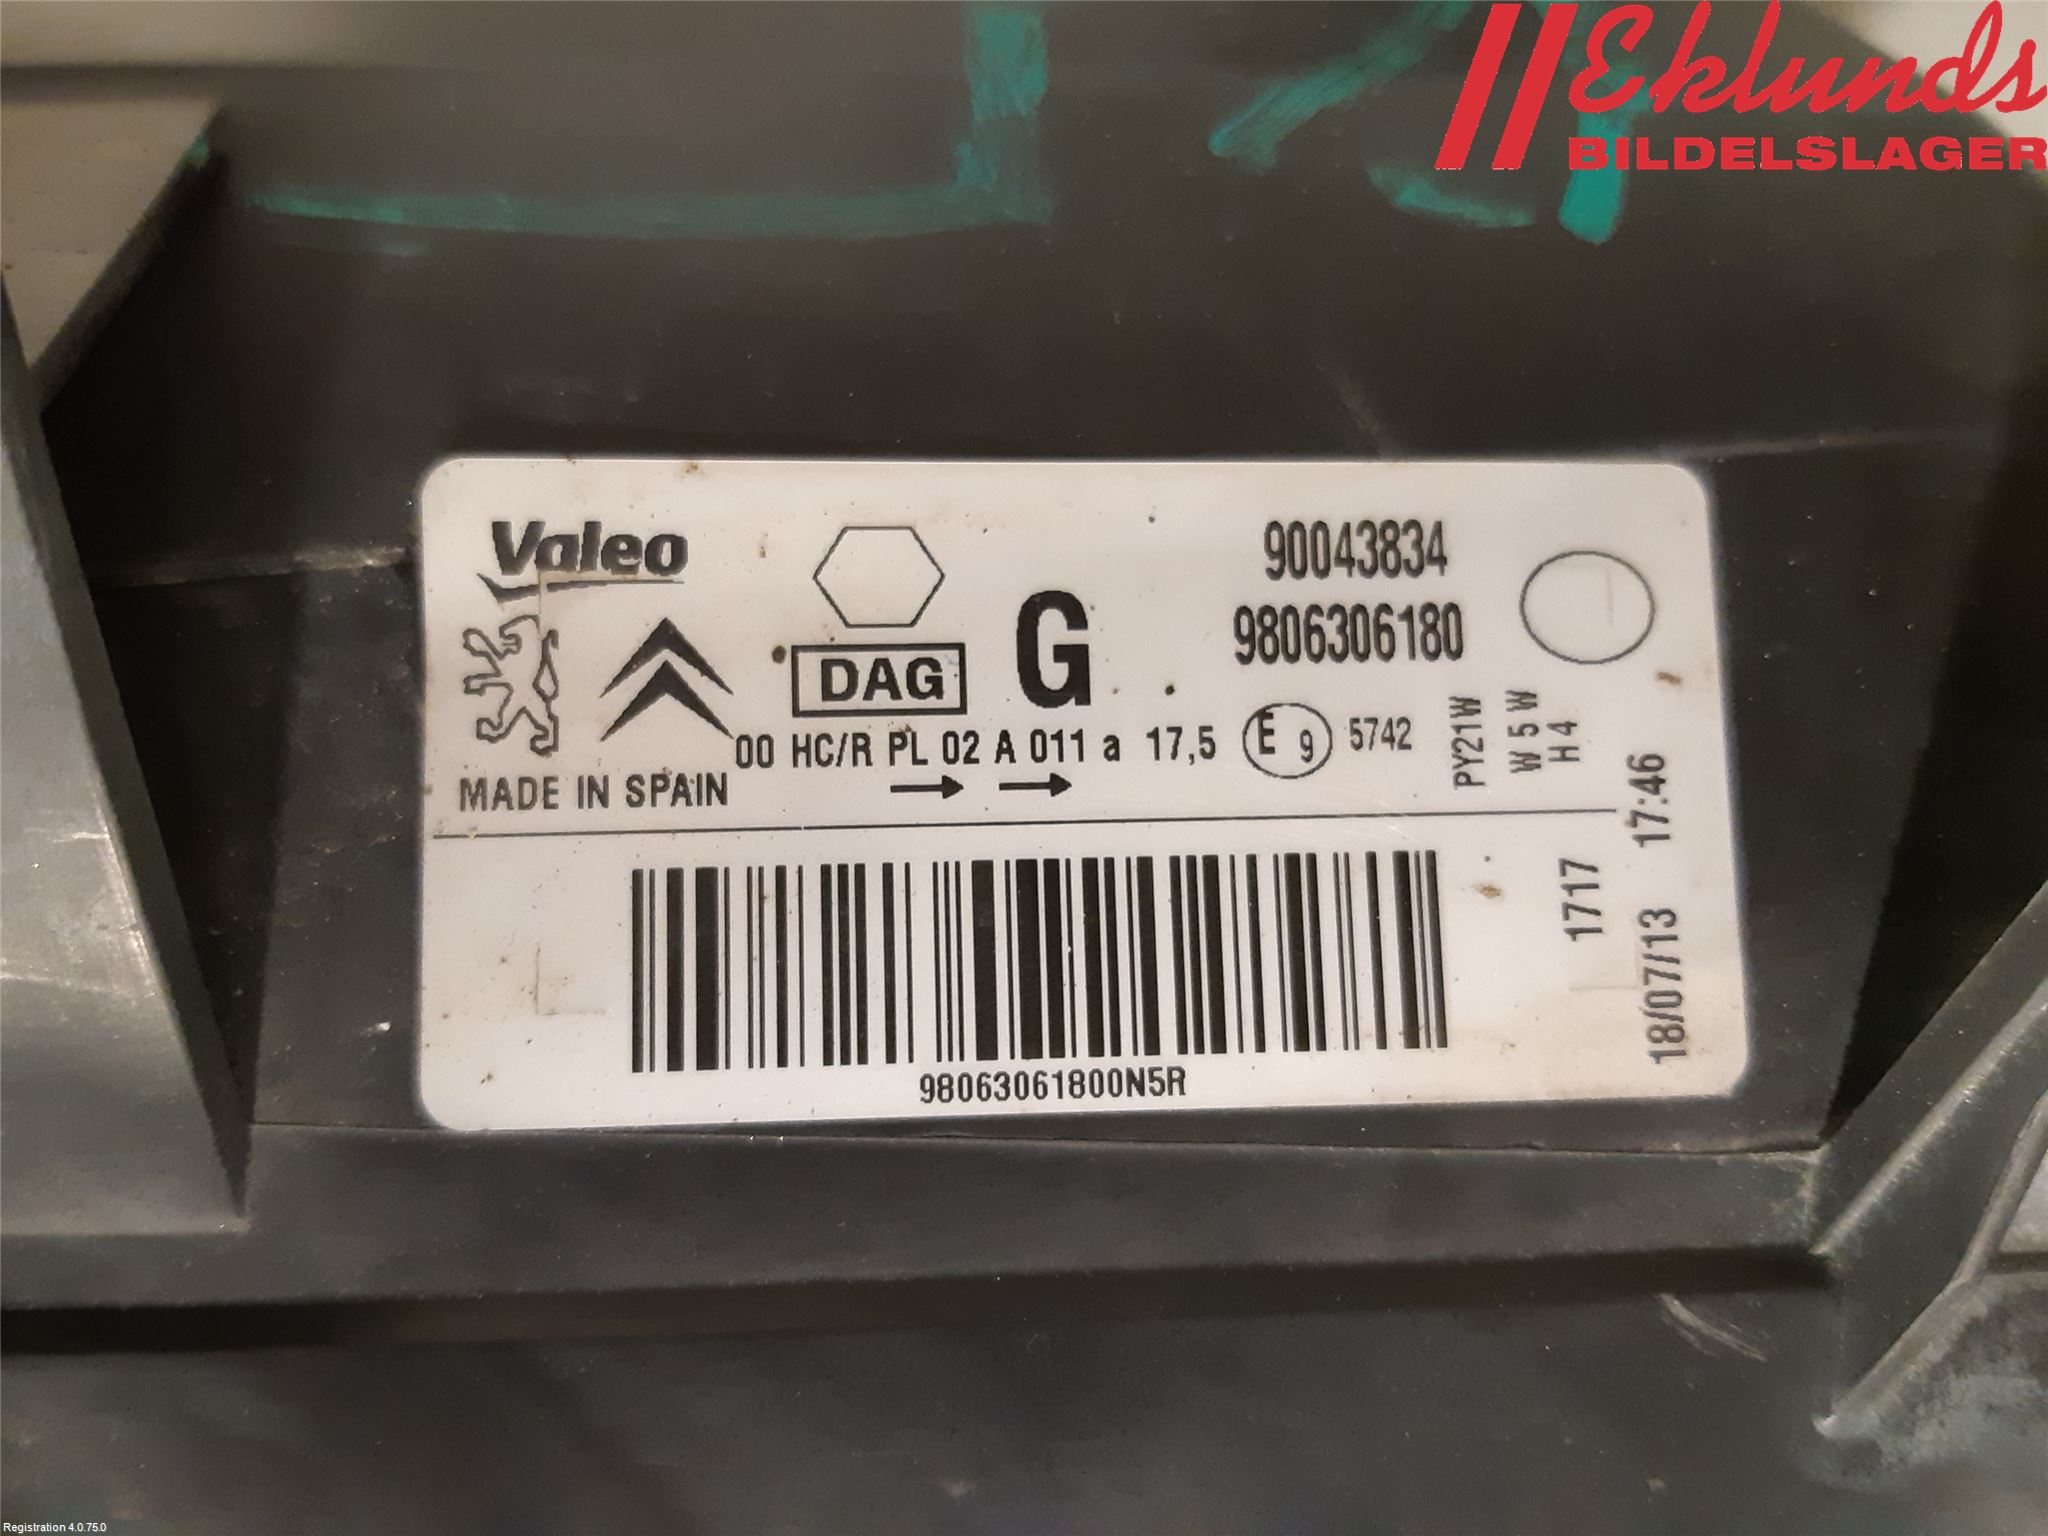 Eklunds
BILDELSLAGER
Valeo
90043834
9806306180
DAG
G
00 HC/R PL 02 A 011 a 17,5 E 9 5742
MADE IN SPAIN
PY21W
W5W
H4
1717
18/07/13 17:46
98063061800N5R
Registration 4.0.75.0